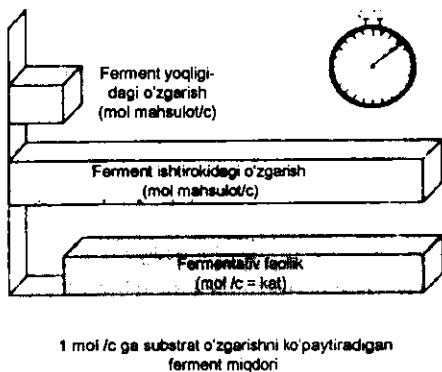 Ferment yoqligi-
dagi o'zgarish
(mol mahsulot/c)
Ferment ishtirokidagi o'zgarish
(mol mahsulot/c)
Fermentativ faollik
(mol /c = kat)
1 mol /c ga substrat o'zgarishni ko'paytiradigan
ferment miqdori